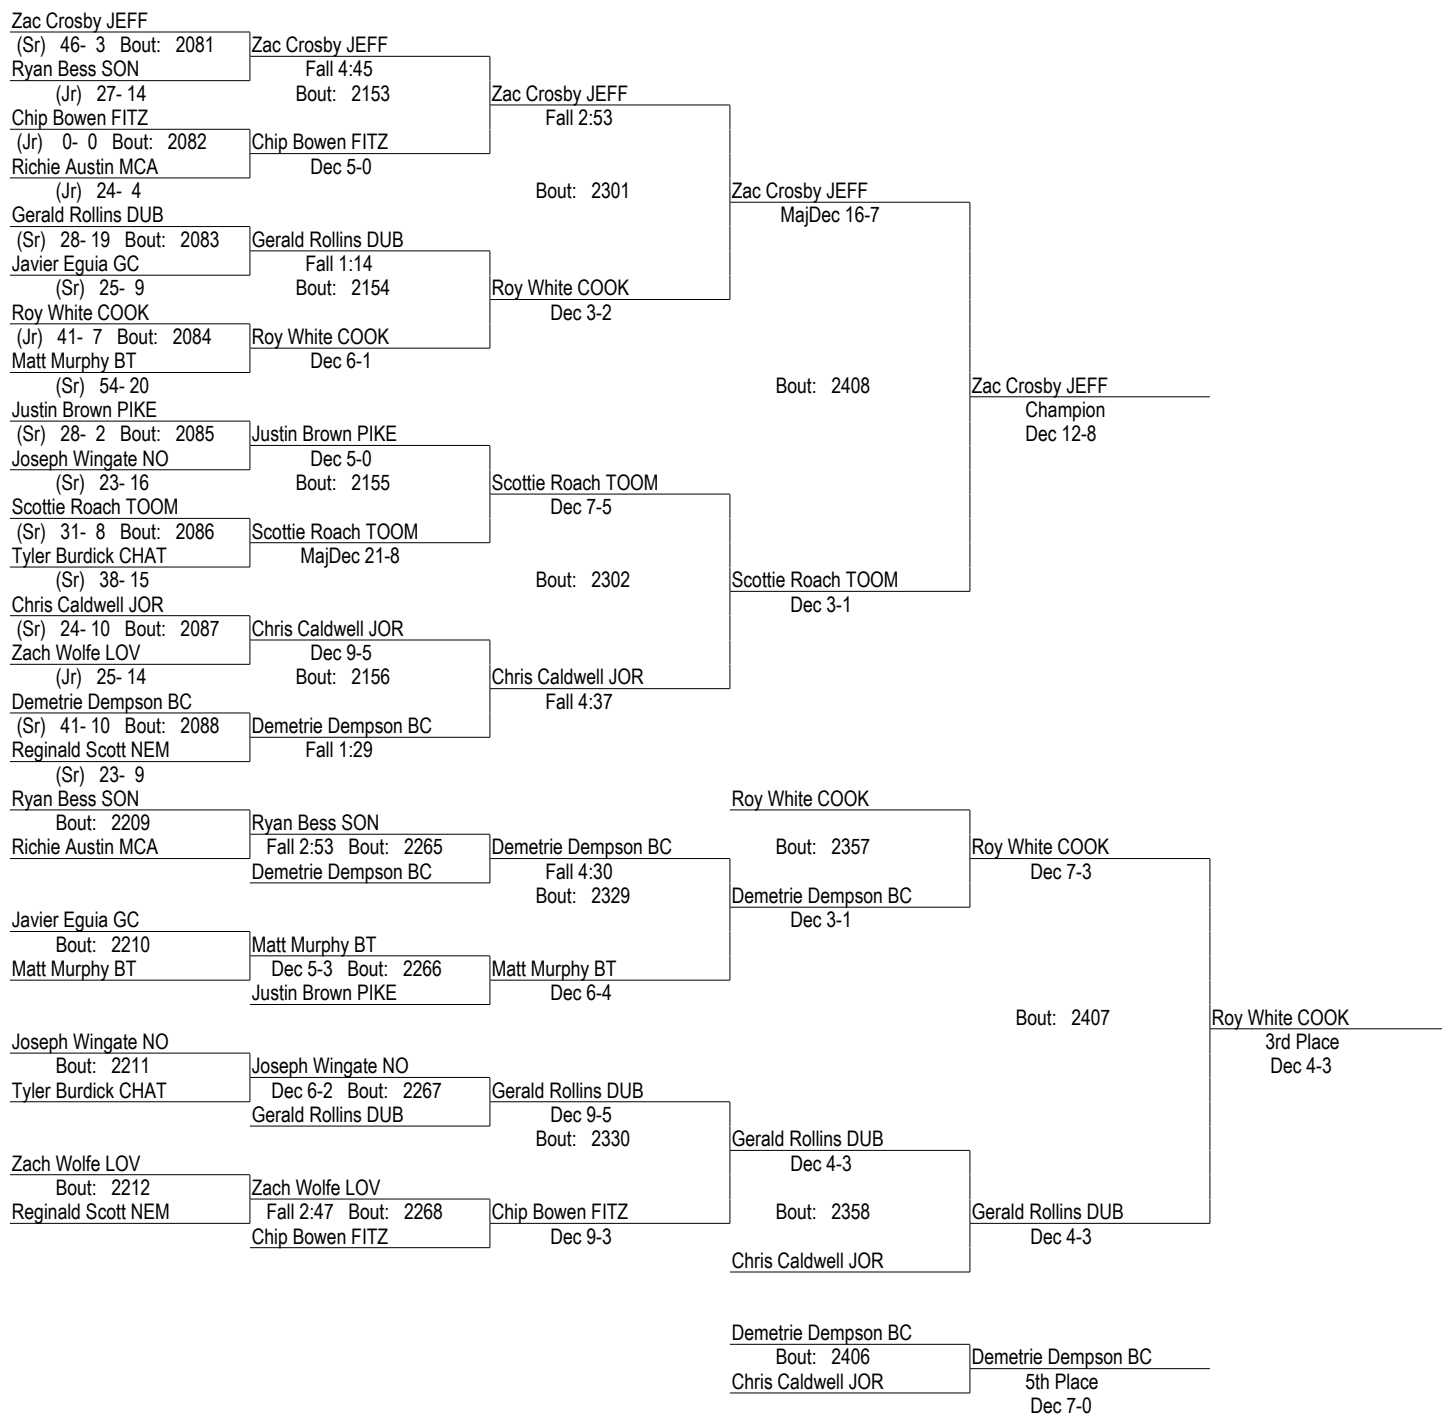 Zac Crosby JEFF
(Sr) 46- 3 Bout: 2081 Zac Crosby JEFF
Ryan Bess SON Fall 4:45
(Jr) 27- 14 Bout: 2153 Zac Crosby JEFF
Chip Bowen FITZ Fall 2:53
(Jr) 0- 0 Bout: 2082 Chip Bowen FITZ
Richie Austin MCA Dec 5-0
(Jr) 24- 4 Bout: 2301 Zac Crosby JEFF
Gerald Rollins DUB MajDec 16-7
(Sr) 28- 19 Bout: 2083 Gerald Rollins DUB
Javier Eguia GC Fall 1:14
(Sr) 25- 9 Bout: 2154 Roy White COOK
Roy White COOK Dec 3-2
(Jr) 41- 7 Bout: 2084 Roy White COOK
Matt Murphy BT Dec 6-1
(Sr) 54- 20 Bout: 2408 Zac Crosby JEFF
Justin Brown PIKE Champion
(Sr) 28- 2 Bout: 2085 Justin Brown PIKE Dec 12-8
Joseph Wingate NO Dec 5-0
(Sr) 23- 16 Bout: 2155 Scottie Roach TOOM
Scottie Roach TOOM Dec 7-5
(Sr) 31- 8 Bout: 2086 Scottie Roach TOOM
Tyler Burdick CHAT MajDec 21-8
(Sr) 38- 15 Bout: 2302 Scottie Roach TOOM
Chris Caldwell JOR Dec 3-1
(Sr) 24- 10 Bout: 2087 Chris Caldwell JOR
Zach Wolfe LOV Dec 9-5
(Jr) 25- 14 Bout: 2156 Chris Caldwell JOR
Demetrie Dempson BC Fall 4:37
(Sr) 41- 10 Bout: 2088 Demetrie Dempson BC
Reginald Scott NEM Fall 1:29
(Sr) 23- 9
Ryan Bess SON Roy White COOK
Bout: 2209 Ryan Bess SON
Richie Austin MCA Fall 2:53 Bout: 2265 Demetrie Dempson BC Bout: 2357 Roy White COOK
Demetrie Dempson BC Fall 4:30 Dec 7-3
Bout: 2329 Demetrie Dempson BC
Javier Eguia GC Dec 3-1
Bout: 2210 Matt Murphy BT
Matt Murphy BT Dec 5-3 Bout: 2266 Matt Murphy BT
Justin Brown PIKE Dec 6-4
Bout: 2407 Roy White COOK
Joseph Wingate NO 3rd Place
Bout: 2211 Joseph Wingate NO Dec 4-3
Tyler Burdick CHAT Dec 6-2 Bout: 2267 Gerald Rollins DUB
Gerald Rollins DUB Dec 9-5
Bout: 2330 Gerald Rollins DUB
Zach Wolfe LOV Dec 4-3
Bout: 2212 Zach Wolfe LOV
Reginald Scott NEM Fall 2:47 Bout: 2268 Chip Bowen FITZ Bout: 2358 Gerald Rollins DUB
Chip Bowen FITZ Dec 9-3 Dec 4-3
Chris Caldwell JOR
Demetrie Dempson BC
Bout: 2406 Demetrie Dempson BC
Chris Caldwell JOR 5th Place
Dec 7-0